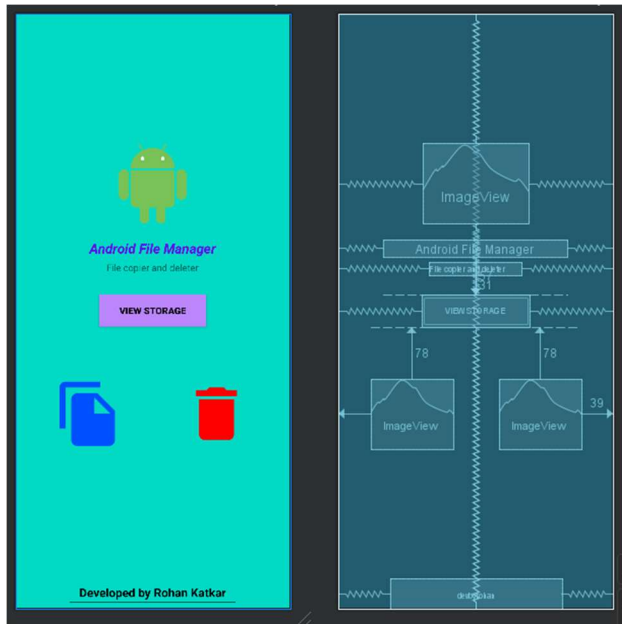 Android File Manager
File copier and deleter
VIEW STORAGE
Developed by Rohan Katkar
ImageView
Android File Manager
File copier and deleter
31
VIEW STORAGE
78
78
39
ImageView
ImageView